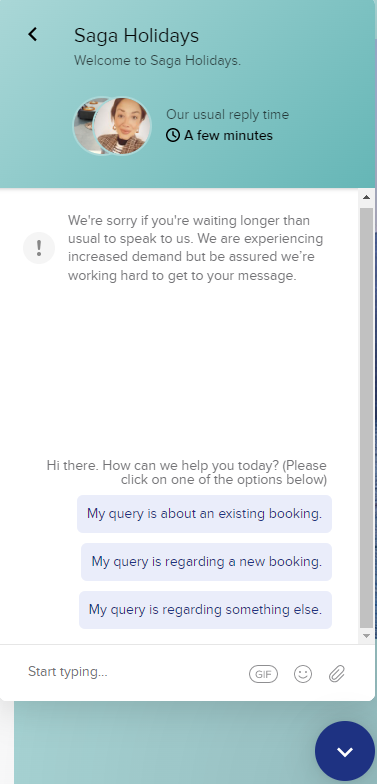 Saga Holidays
Welcome to Saga Holidays.
Our usual reply time
A few minutes
We're sorry if you're waiting longer than
usual to speak to us. We are experiencing
increased demand but be assured we’re
working hard to get to your message.
Hi there. How can we help you today? (Please
click on one of the options below)
My query is about an existing booking.
My query is regarding a new booking.
My query is regarding something else.
Start typing...
GIF